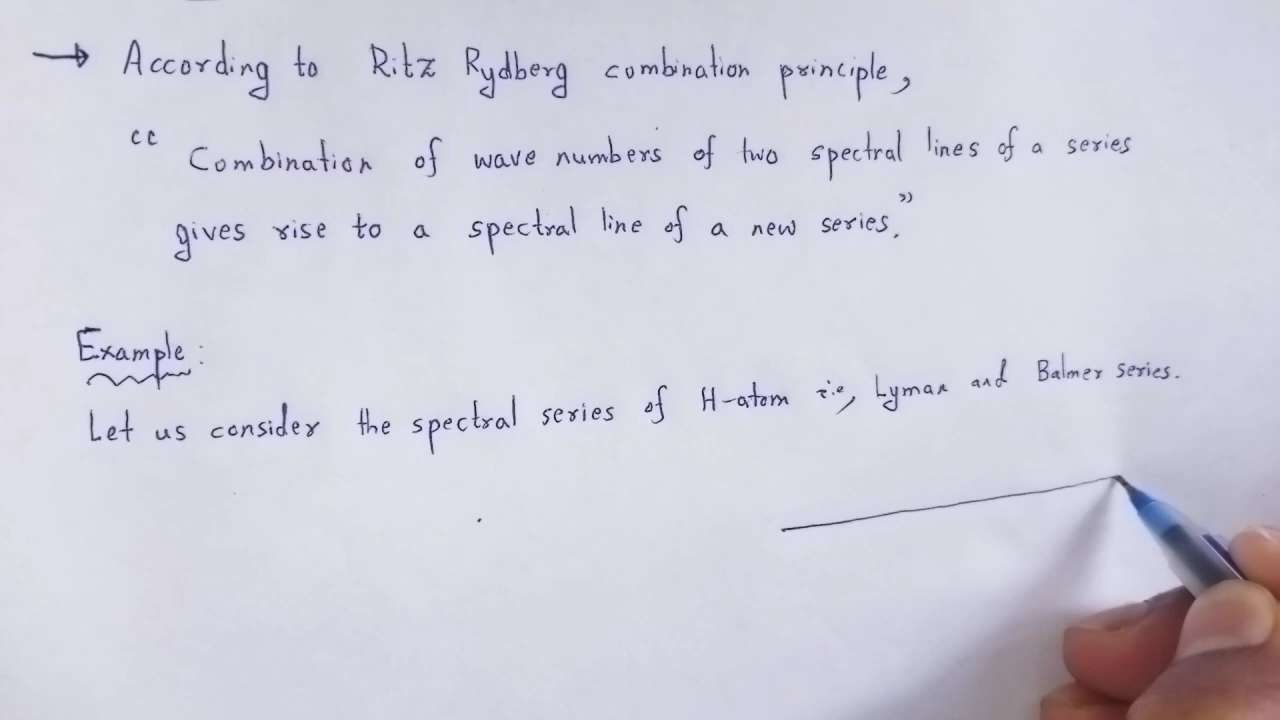 → According to Ritz Rydberg combination principle,
“ Combination of wave numbers of two spectral lines of a series
gives rise to a spectral line of a new series.”
Example:
Let us consider the spectral series of H-atom i.e, Lyman and Balmer series.